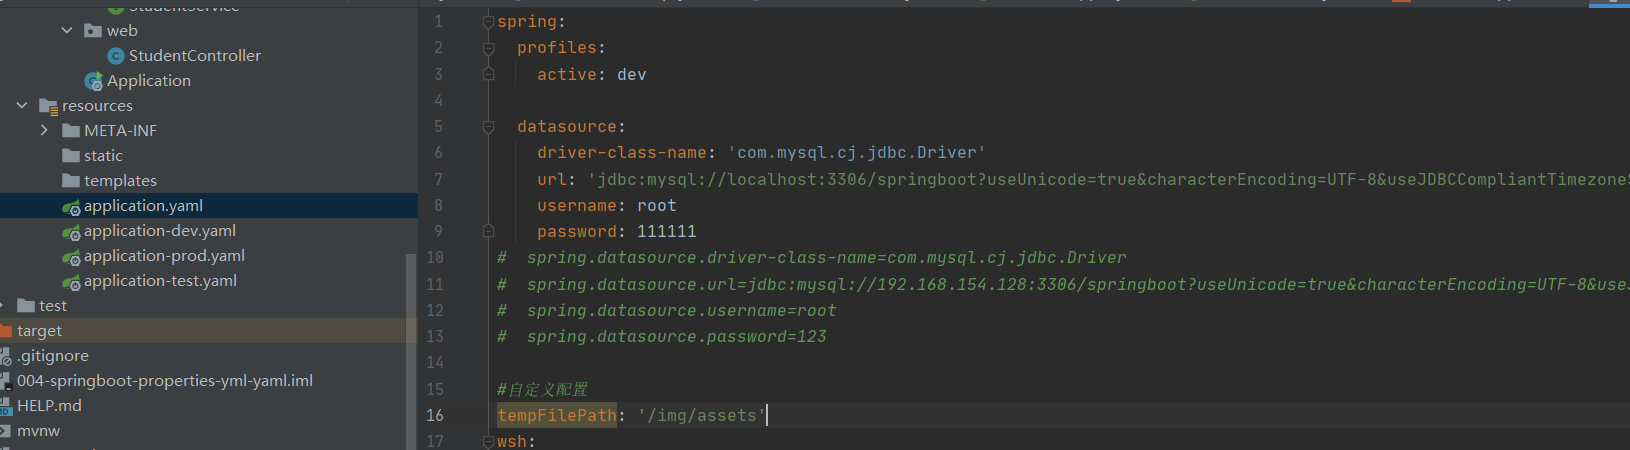 StudentService
web
StudentController
Application
resources
META-INF
static
templates
application.yaml
application-dev.yaml
application-prod.yaml
application-test.yaml
test
target
.gitignore
004-springboot-properties-yml-yaml.iml
HELP.md
mvnw
1 spring:
2 profiles:
3 active: dev
4
5 datasource:
6 driver-class-name: 'com.mysql.cj.jdbc.Driver'
7 url: 'jdbc:mysql://localhost:3306/springboot?useUnicode=true&characterEncoding=UTF-8&useJDBCCompliantTimezone
8 username: root
9 password: 111111
10 # spring.datasource.driver-class-name=com.mysql.cj.jdbc.Driver
11 # spring.datasource.url=jdbc:mysql://192.168.154.128:3306/springboot?useUnicode=true&characterEncoding=UTF-8&useJ
12 # spring.datasource.username=root
13 # spring.datasource.password=123
14
15 #自定义配置
16 tempFilePath: '/img/assets'
17 wsh: